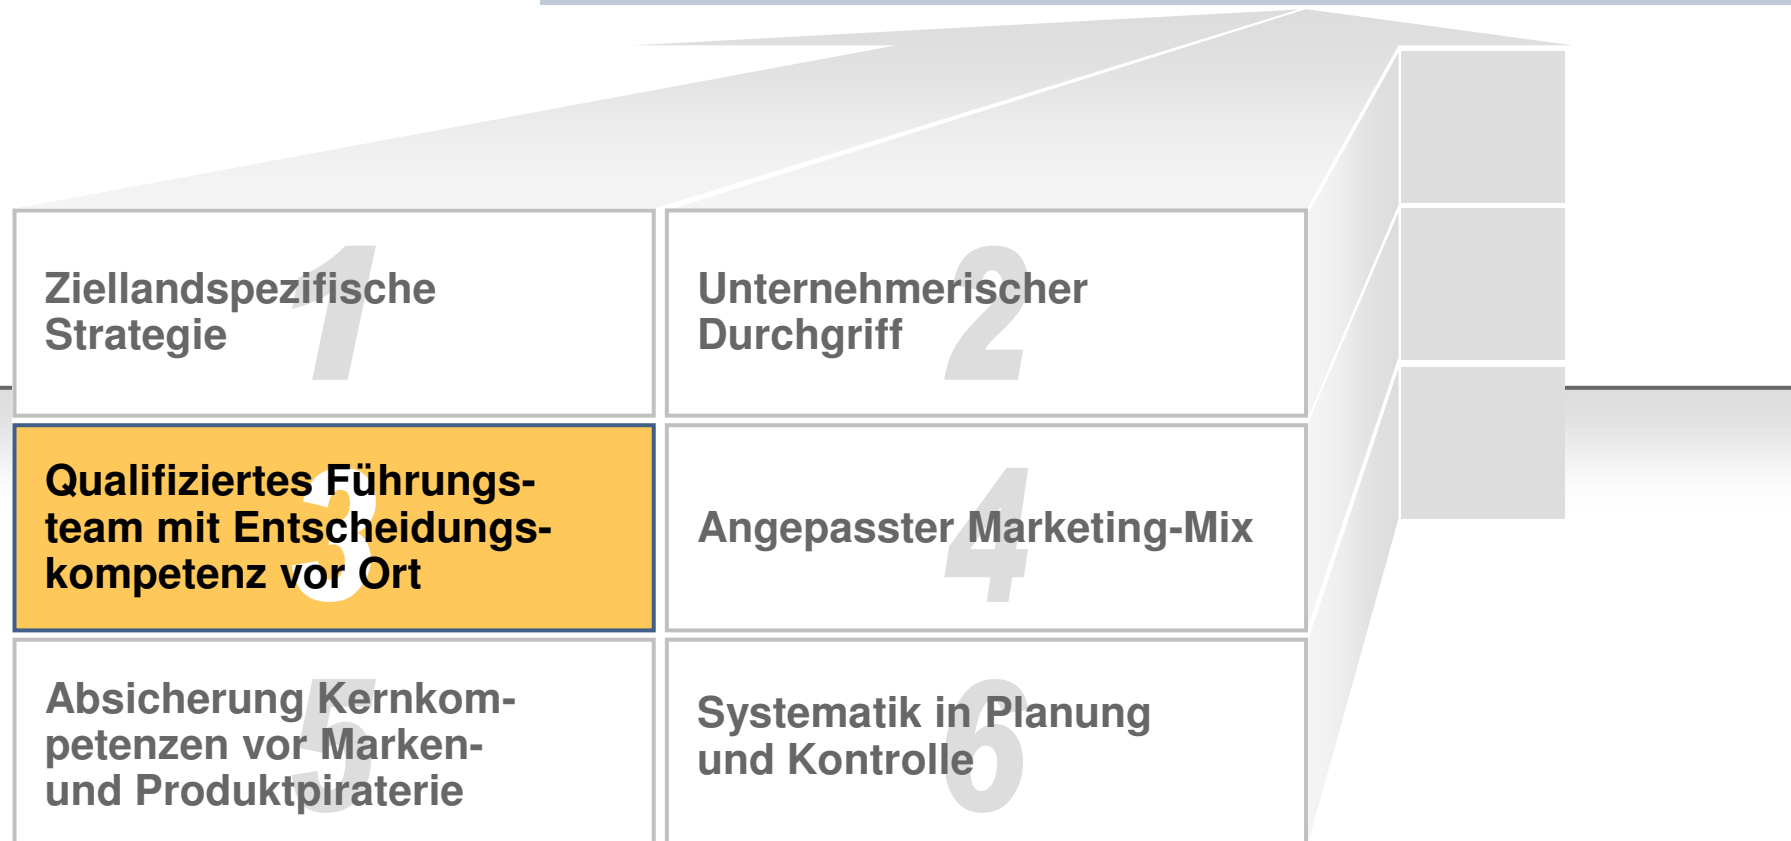 1
Ziellandspezifische
Strategie
2
Unternehmerischer
Durchgriff
3
Qualifiziertes Führungs-
team mit Entscheidungs-
kompetenz vor Ort
4
Angepasster Marketing-Mix
5
Absicherung Kernkom-
petenzen vor Marken-
und Produktpiraterie
6
Systematik in Planung
und Kontrolle